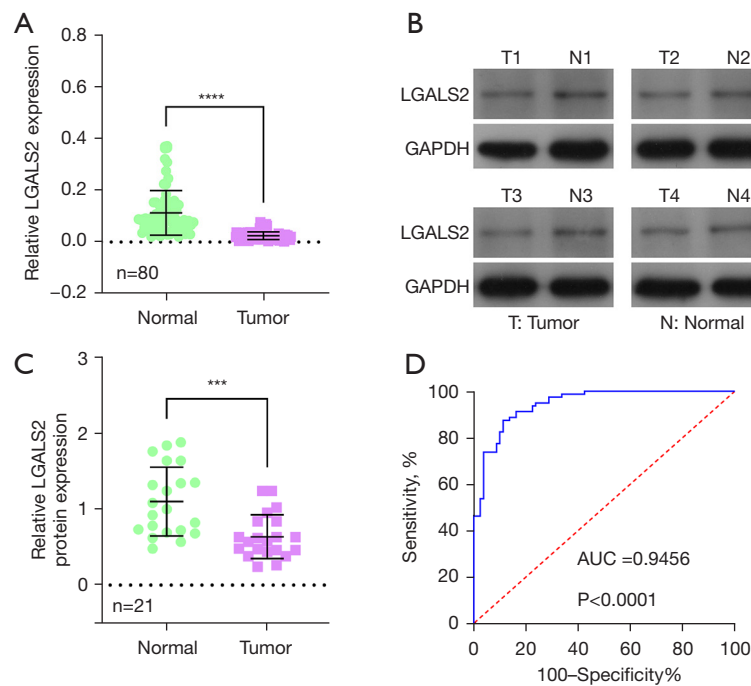 A
Relative LGALS2 expression
0.8
0.6
0.4
0.2
0.0
−0.2
****
n=80
Normal Tumor
B
T1 N1 T2 N2
LGALS2
GAPDH
T3 N3 T4 N4
LGALS2
GAPDH
T: Tumor N: Normal
C
Relative LGALS2
protein expression
3
2
1
0
***
n=21
Normal Tumor
D
Sensitivity, %
100
80
60
40
20
0
AUC =0.9456
P<0.0001
0 20 40 60 80 100
100–Specificity%